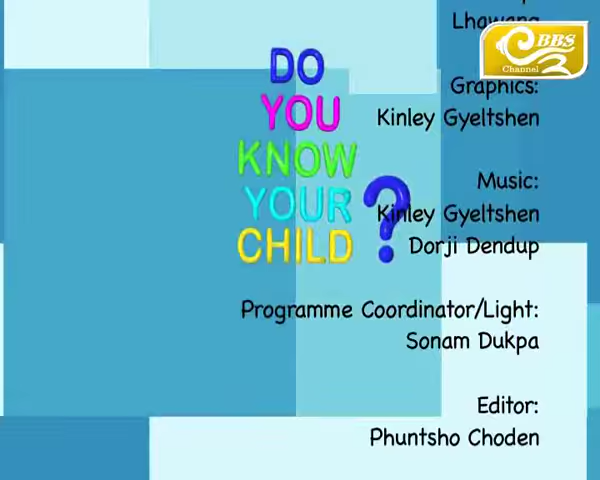 Lhawang
BBS
Channel 2
DO
YOU
KNOW
YOUR
CHILD ?
Graphics:
Kinley Gyeltshen
Music:
Kinley Gyeltshen
Dorji Dendup
Programme Coordinator/Light:
Sonam Dukpa
Editor:
Phuntsho Choden